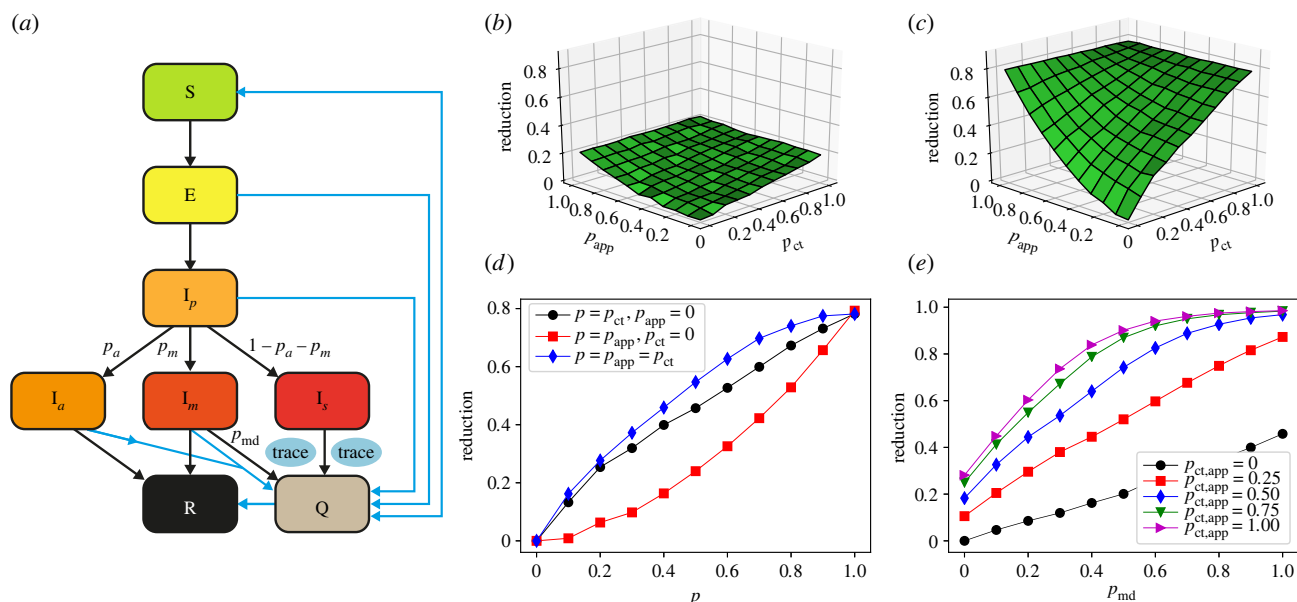 (a)
S
E
I_p
p_a
p_m
1 – p_a – p_m
I_a
I_m
I_s
p_md
trace
trace
R
Q
(b)
reduction
0.8
0.6
0.4
0.2
0
1.0
0.8
0.6
0.4
0.2
0
p_app
0.2
0.4
0.6
0.8
1.0
p_ct
(c)
reduction
0.8
0.6
0.4
0.2
0
1.0
0.8
0.6
0.4
0.2
0
p_app
0.2
0.4
0.6
0.8
1.0
p_ct
(d)
reduction
0.8
0.6
0.4
0.2
0
p = p_ct, p_app = 0
p = p_app, p_ct = 0
p = p_app = p_ct
0 0.2 0.4 0.6 0.8 1.0
p
(e)
reduction
1.0
0.8
0.6
0.4
0.2
0
p_ct,app = 0
p_ct,app = 0.25
p_ct,app = 0.50
p_ct,app = 0.75
p_ct,app = 1.00
0 0.2 0.4 0.6 0.8 1.0
p_md